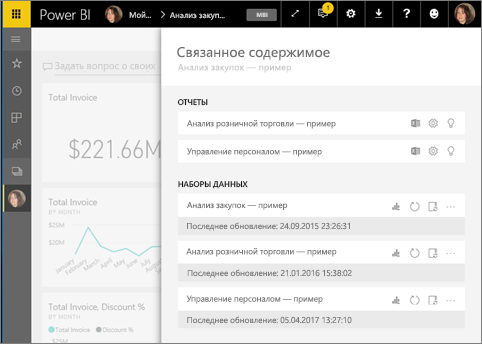 Power BI
Мой...
Анализ закуп...
MBI
1
Связанное содержимое
Анализ закупок — пример
Задать вопрос о своих
ОТЧЕТЫ
Total Invoice
Анализ розничной торговли — пример
Управление персоналом — пример
$221.66M
НАБОРЫ ДАННЫХ
Total Invoice
BY MONTH
Анализ закупок — пример
Последнее обновление: 24.09.2015 23:26:31
$25M
$20M
Анализ розничной торговли — пример
Последнее обновление: 21.01.2016 15:38:02
January
February
March
April
May
June
July
August
Total Invoice, Discount %
BY MONTH
Управление персоналом — пример
Последнее обновление: 05.04.2017 13:27:10
Total Invoice
Discount %
$25M